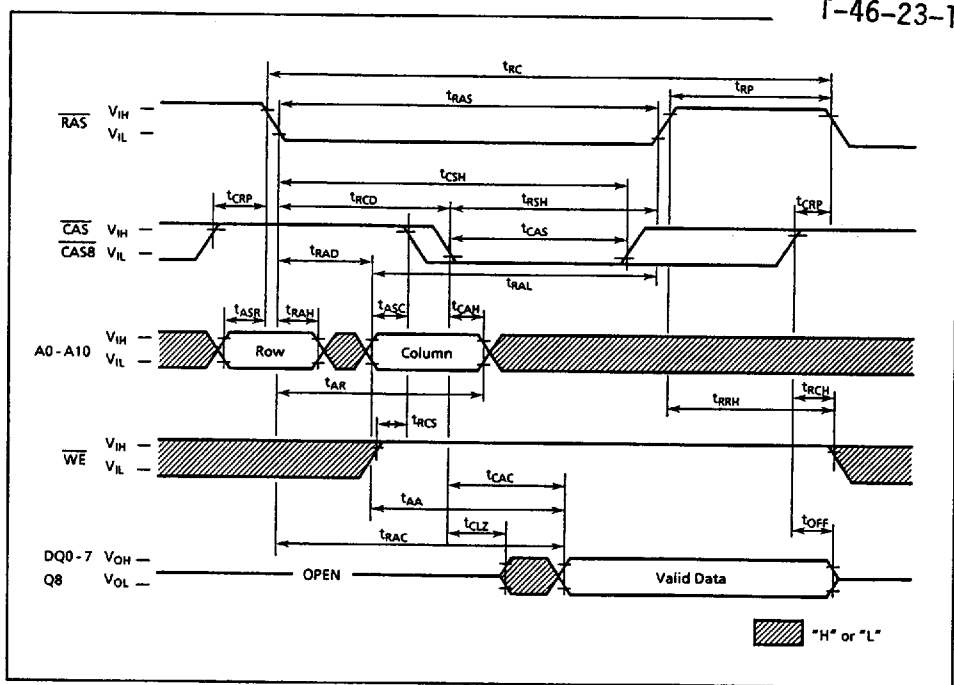 T-46-23-1
tRC
tRP
tRAS
RAS VIH
VIL
tCSH
tCRP
tRCD
tRSH
tCRP
CAS VIH
CAS8 VIL
tCAS
tRAD
tRAL
tASR
tRAH
tASC
tCAH
A0 - A10 VIH
VIL
Row
Column
tAR
tRRH
tRCH
tRCS
WE VIH
VIL
tCAC
tAA
tCLZ
tOFF
tRAC
DQ0 - 7 VOH
Q8 VOL
OPEN
Valid Data
"H" or "L"